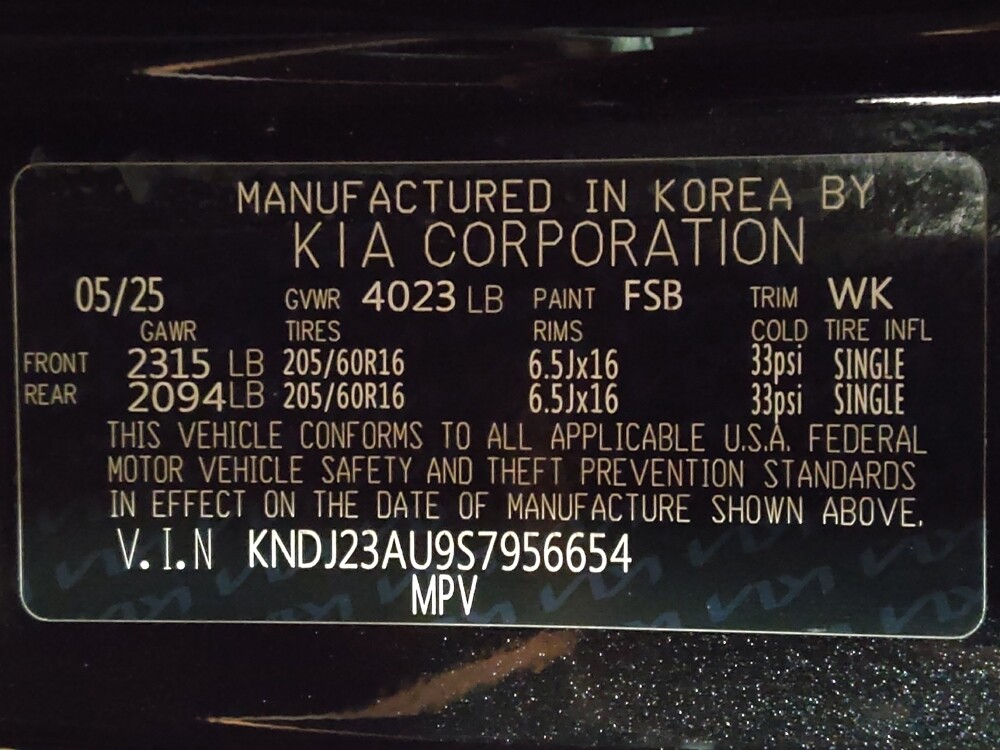 MANUFACTURED IN KOREA BY
KIA CORPORATION
05/25 GVWR 4023 LB PAINT FSB TRIM WK
GAWR TIRES RIMS COLD TIRE INFL
FRONT 2315 LB 205/60R16 6.5Jx16 33psi SINGLE
REAR 2094 LB 205/60R16 6.5Jx16 33psi SINGLE
THIS VEHICLE CONFORMS TO ALL APPLICABLE U.S.A. FEDERAL
MOTOR VEHICLE SAFETY AND THEFT PREVENTION STANDARDS
IN EFFECT ON THE DATE OF MANUFACTURE SHOWN ABOVE.
V.I.N KNDJ23AU9S7956654
MPV